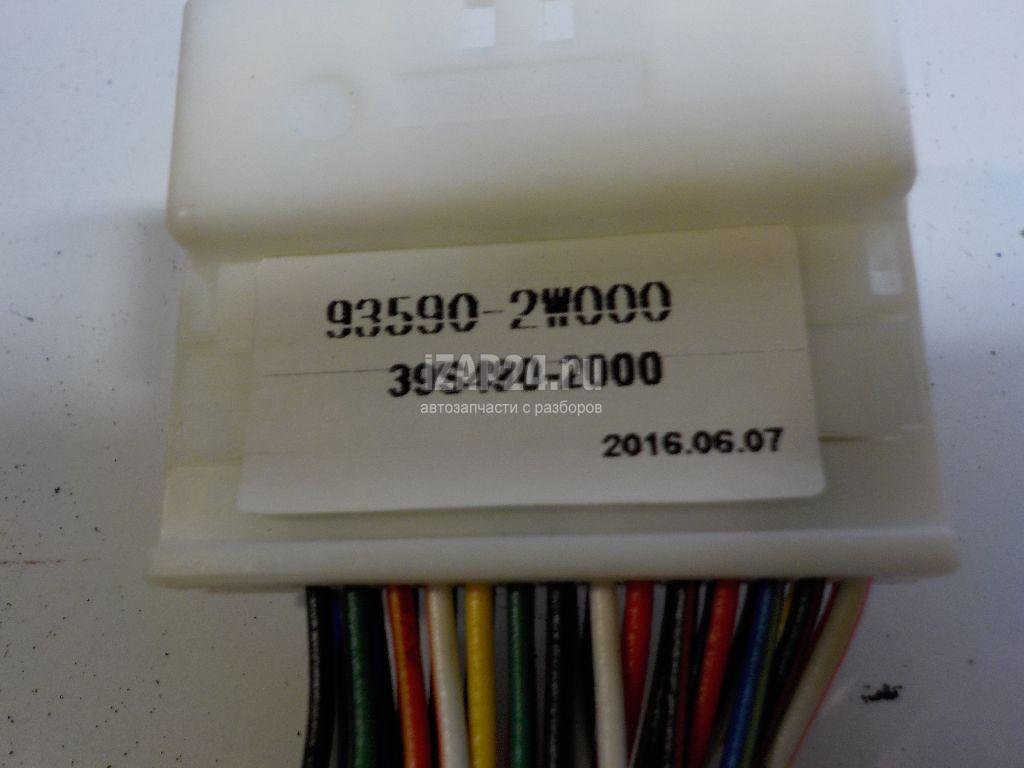 93590-2W000
iZAP24.ru
автозапчасти с разборов
2016.06.07